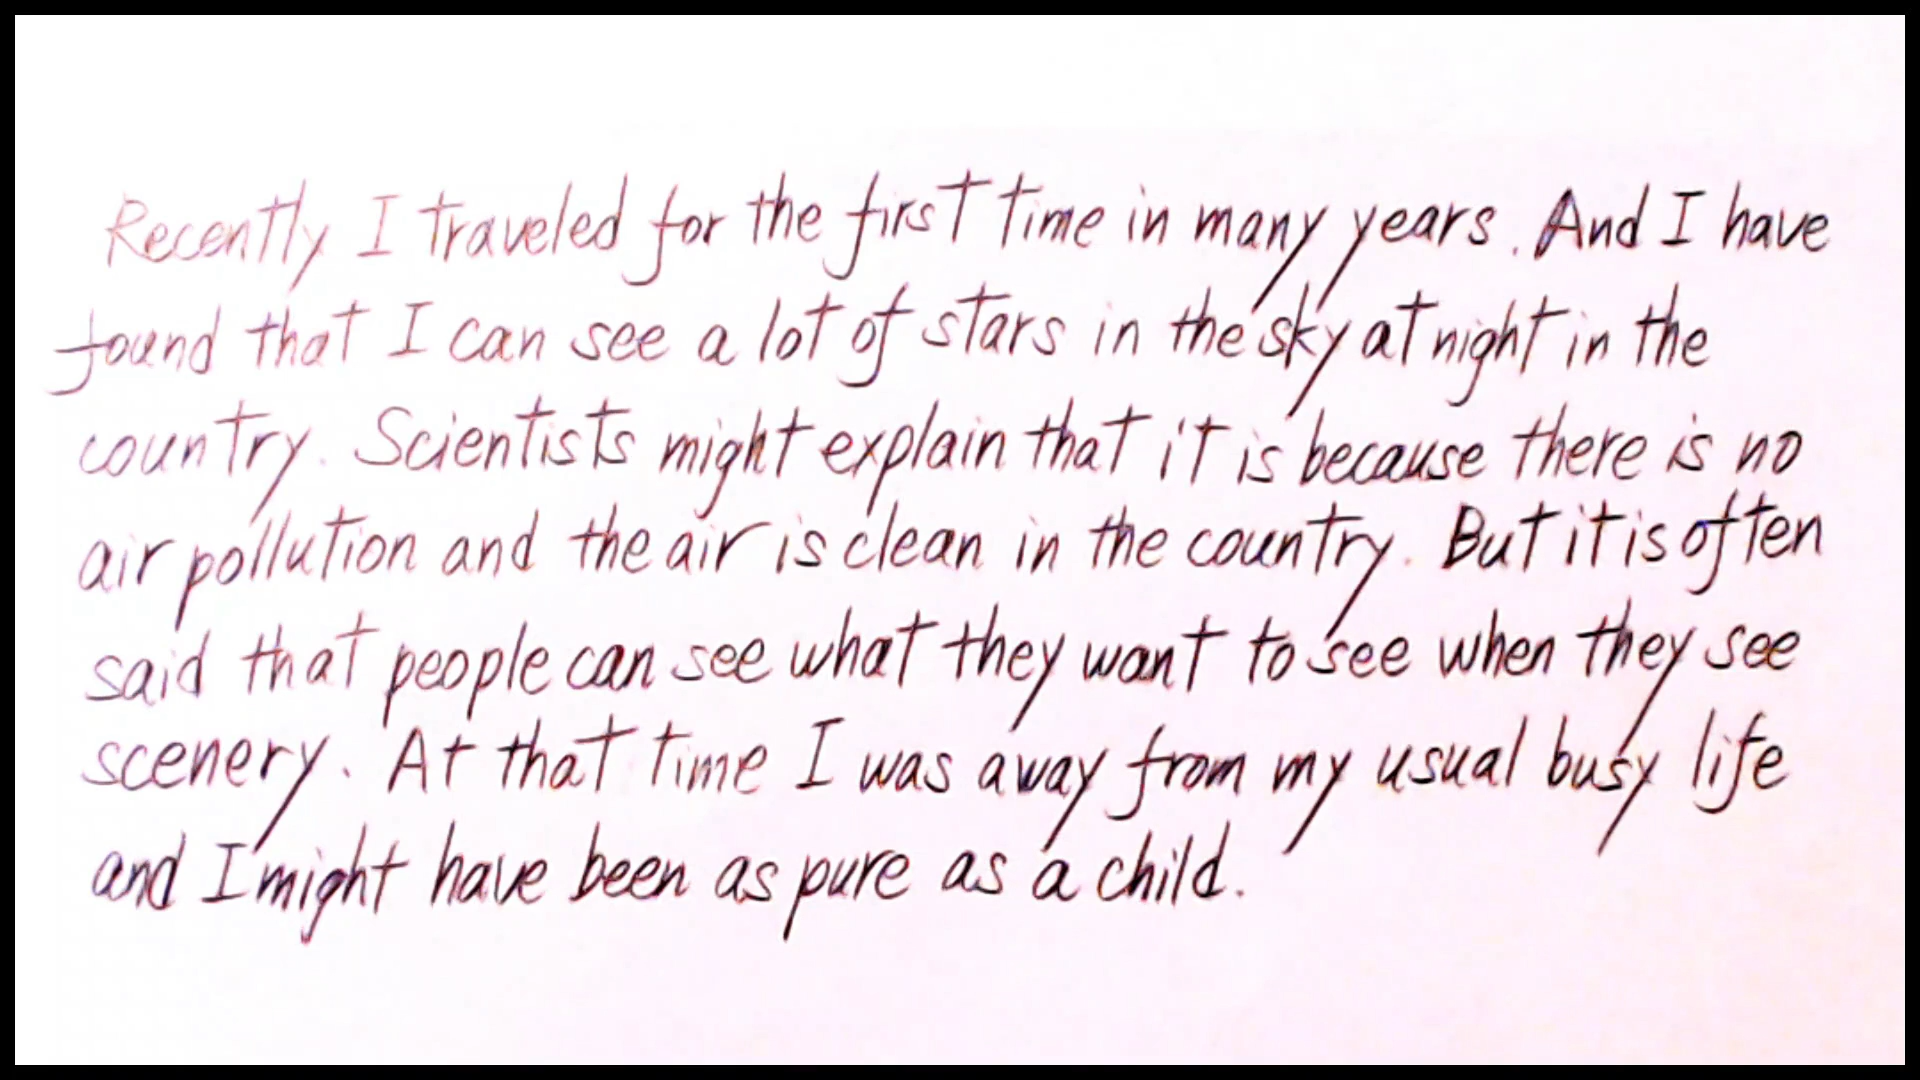 Recently I traveled for the first time in many years. And I have
found that I can see a lot of stars in the sky at night in the
country. Scientists might explain that it is because there is no
air pollution and the air is clean in the country. But it is often
said that people can see what they want to see when they see
scenery. At that time I was away from my usual busy life
and I might have been as pure as a child.